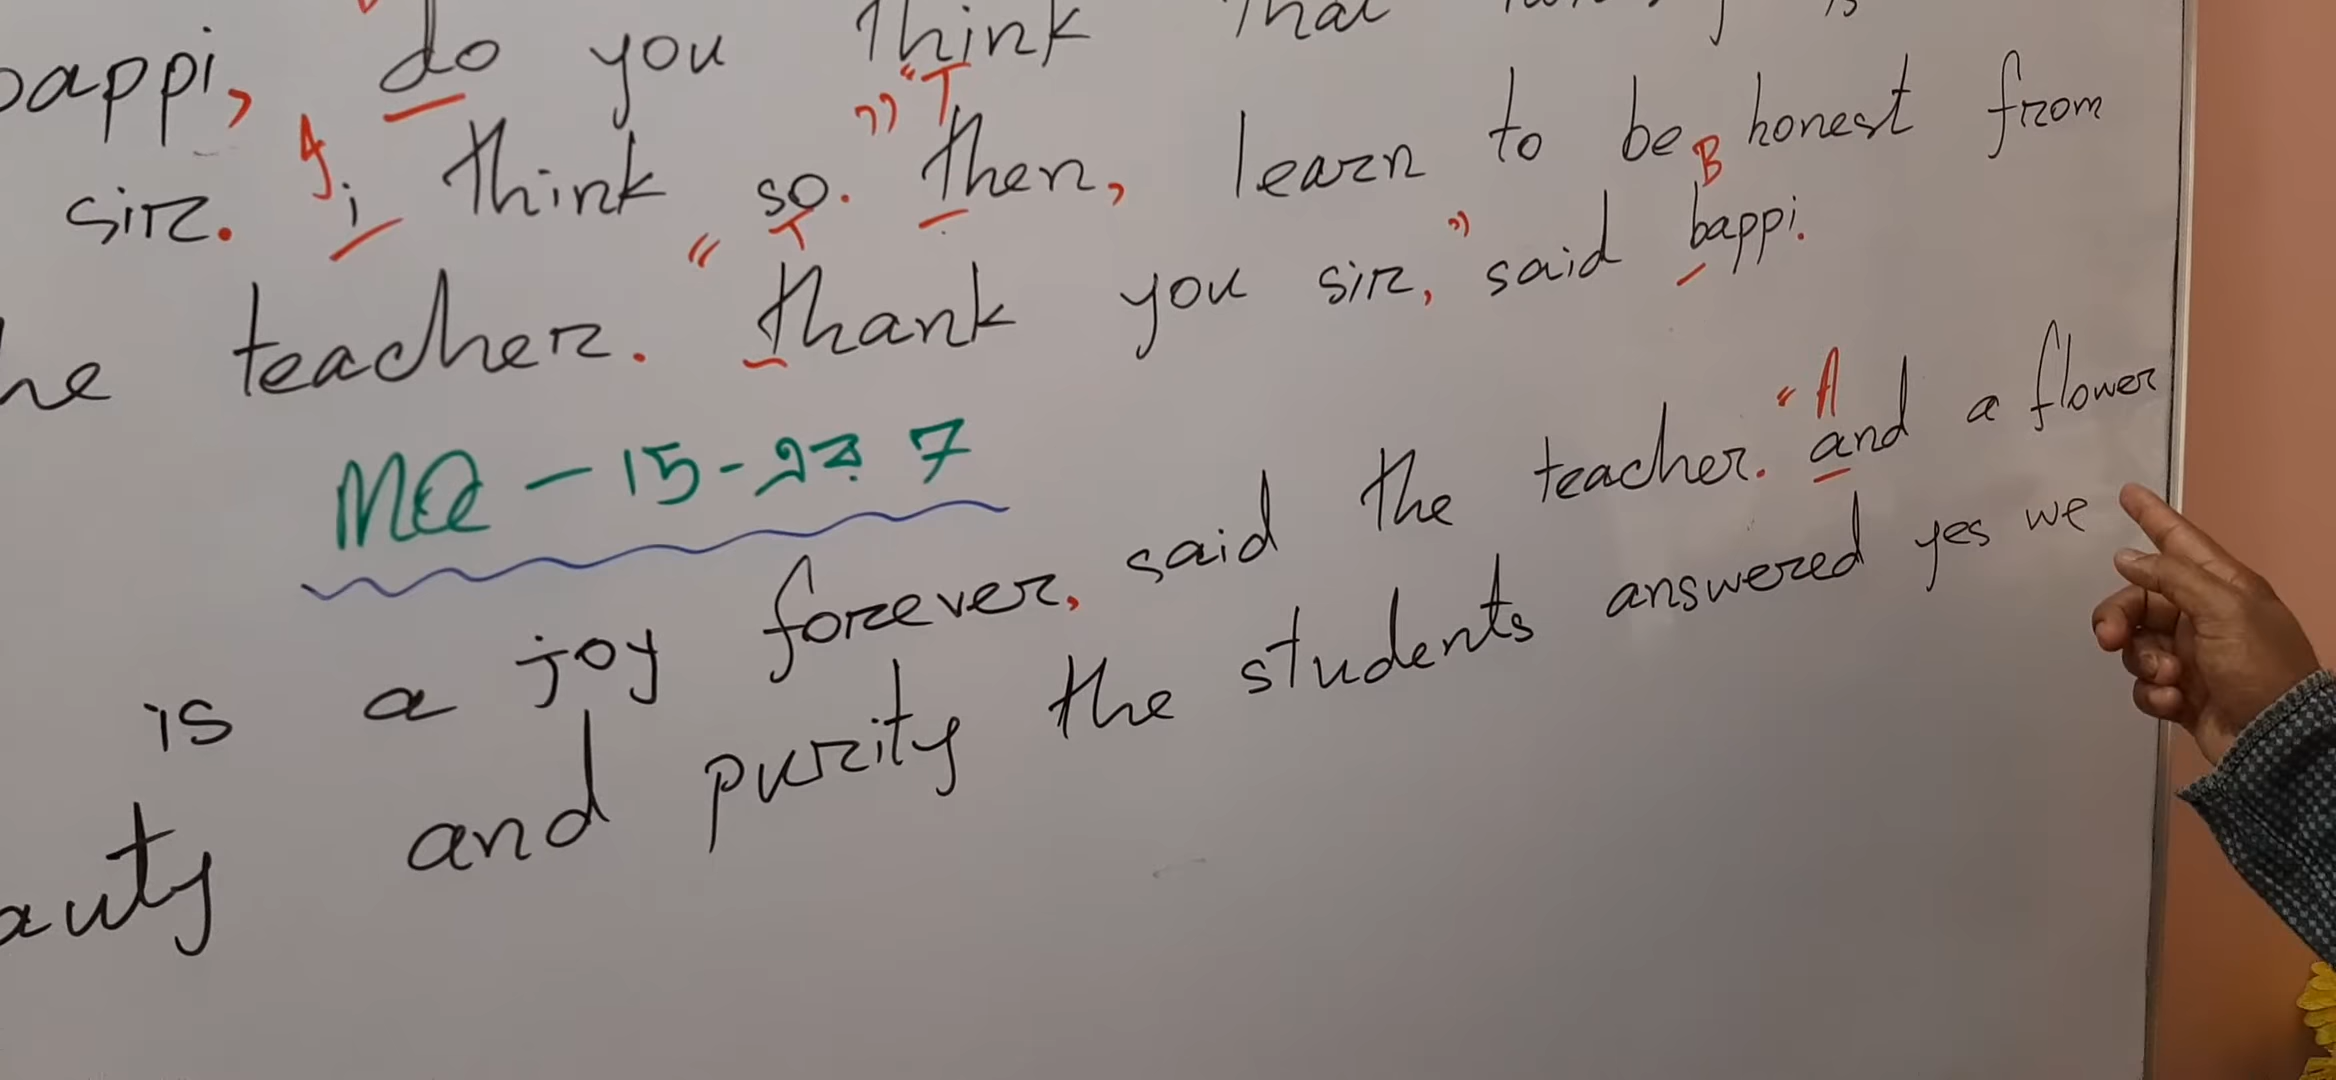 bappi, do you think that is
sir. I i think so.” “T then, learn to be honest from
he teacher. “T thank you sir,” said B bappi.
MQ - 15 - 7
is a joy forever, said the teacher. “A and a flower
auty and purity the students answered yes we